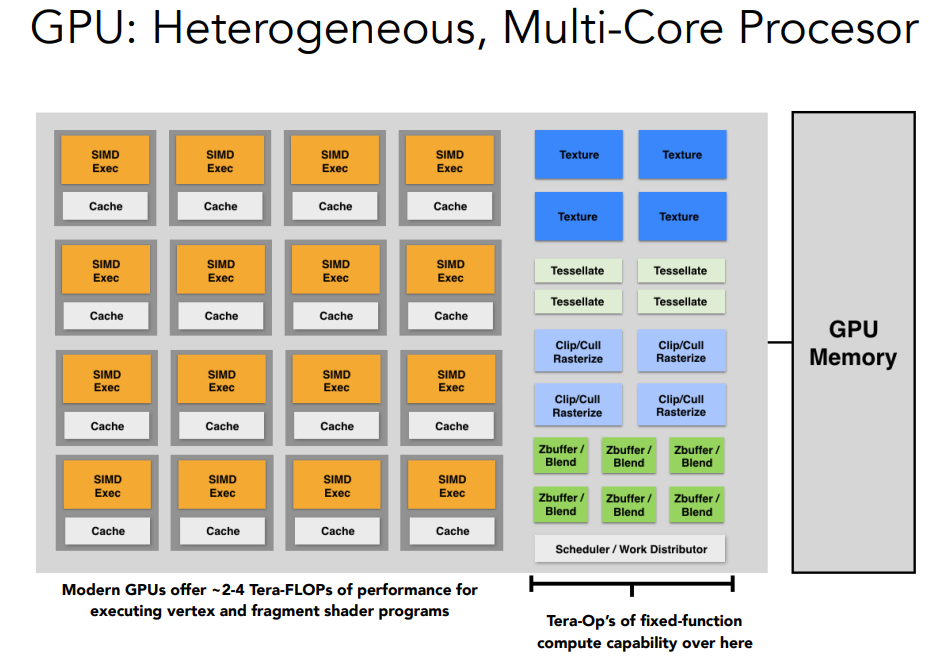 GPU: Heterogeneous, Multi-Core Procesor
SIMD
Exec
Cache
SIMD
Exec
Cache
SIMD
Exec
Cache
SIMD
Exec
Cache
SIMD
Exec
Cache
SIMD
Exec
Cache
SIMD
Exec
Cache
SIMD
Exec
Cache
SIMD
Exec
Cache
SIMD
Exec
Cache
SIMD
Exec
Cache
SIMD
Exec
Cache
SIMD
Exec
Cache
SIMD
Exec
Cache
SIMD
Exec
Cache
SIMD
Exec
Cache
Texture
Texture
Texture
Texture
Tessellate
Tessellate
Tessellate
Tessellate
Clip/Cull
Rasterize
Clip/Cull
Rasterize
Clip/Cull
Rasterize
Clip/Cull
Rasterize
Zbuffer /
Blend
Zbuffer /
Blend
Zbuffer /
Blend
Zbuffer /
Blend
Zbuffer /
Blend
Zbuffer /
Blend
Scheduler / Work Distributor
GPU
Memory
Modern GPUs offer ~2-4 Tera-FLOPs of performance for
executing vertex and fragment shader programs
Tera-Op's of fixed-function
compute capability over here